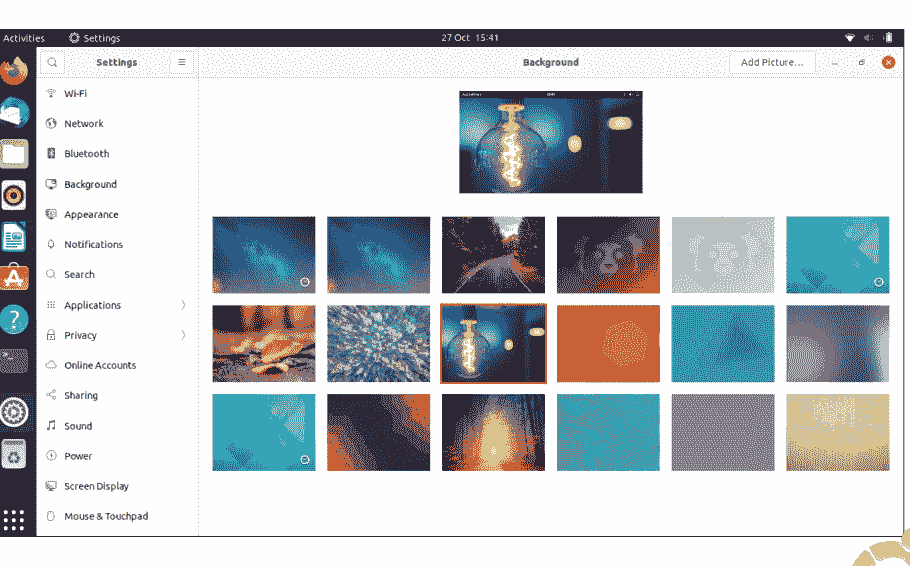 Activities Settings 27 Oct 15:41
Settings Background Add Picture...
Wi-Fi
Network
Bluetooth
Background
Appearance
Notifications
Search
Applications
Privacy
Online Accounts
Sharing
Sound
Power
Screen Display
Mouse & Touchpad